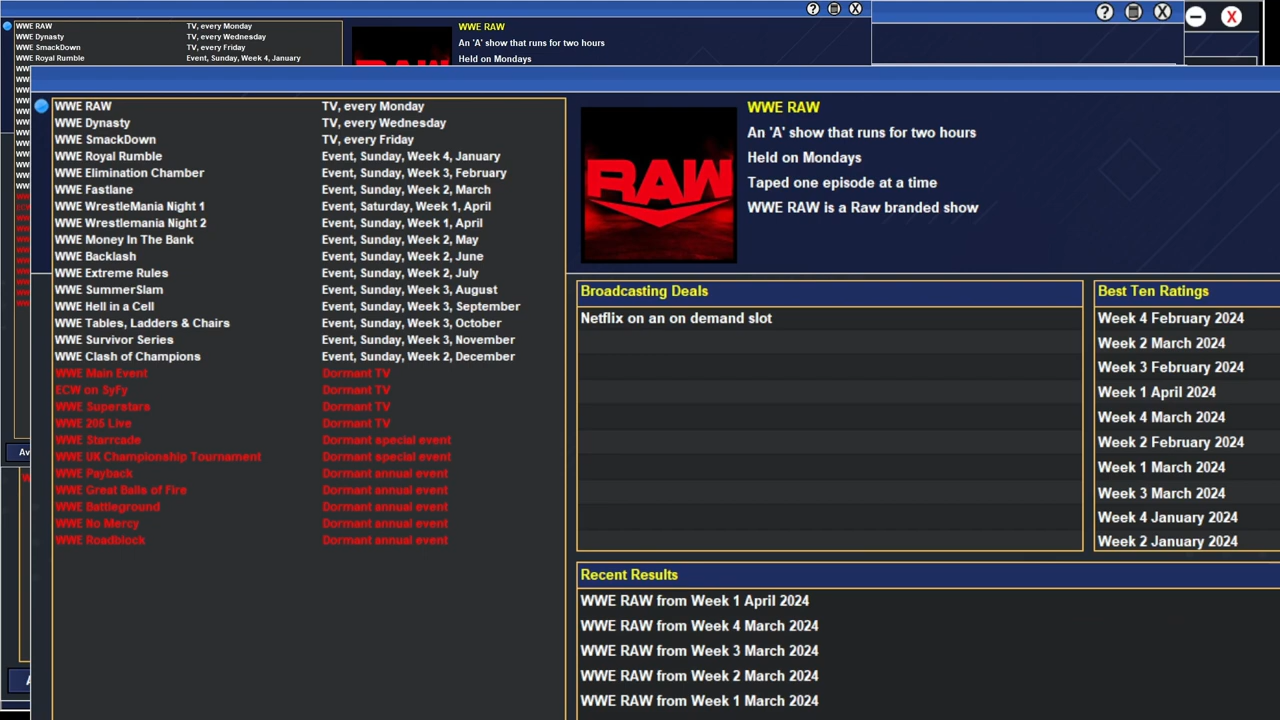 WWE RAW TV, every Monday
WWE Dynasty TV, every Wednesday
WWE SmackDown TV, every Friday
WWE Royal Rumble Event, Sunday, Week 4, January
WWE RAW
An 'A' show that runs for two hours
Held on Mondays
WWE RAW TV, every Monday
WWE Dynasty TV, every Wednesday
WWE SmackDown TV, every Friday
WWE Royal Rumble Event, Sunday, Week 4, January
WWE Elimination Chamber Event, Sunday, Week 3, February
WWE Fastlane Event, Sunday, Week 2, March
WWE WrestleMania Night 1 Event, Saturday, Week 1, April
WWE Wrestlemania Night 2 Event, Sunday, Week 1, April
WWE Money In The Bank Event, Sunday, Week 2, May
WWE Backlash Event, Sunday, Week 2, June
WWE Extreme Rules Event, Sunday, Week 2, July
WWE SummerSlam Event, Sunday, Week 3, August
WWE Hell in a Cell Event, Sunday, Week 3, September
WWE Tables, Ladders & Chairs Event, Sunday, Week 3, October
WWE Survivor Series Event, Sunday, Week 3, November
WWE Clash of Champions Event, Sunday, Week 2, December
WWE Main Event Dormant TV
ECW on SyFy Dormant TV
WWE Superstars Dormant TV
WWE 205 Live Dormant TV
WWE Starrcade Dormant special event
WWE UK Championship Tournament Dormant special event
WWE Payback Dormant annual event
WWE Great Balls of Fire Dormant annual event
WWE Battleground Dormant annual event
WWE No Mercy Dormant annual event
WWE Roadblock Dormant annual event
RAW
WWE RAW
An 'A' show that runs for two hours
Held on Mondays
Taped one episode at a time
WWE RAW is a Raw branded show
Broadcasting Deals
Netflix on an on demand slot
Best Ten Ratings
Week 4 February 2024
Week 2 March 2024
Week 3 February 2024
Week 1 April 2024
Week 4 March 2024
Week 2 February 2024
Week 1 March 2024
Week 3 March 2024
Week 4 January 2024
Week 2 January 2024
Recent Results
WWE RAW from Week 1 April 2024
WWE RAW from Week 4 March 2024
WWE RAW from Week 3 March 2024
WWE RAW from Week 2 March 2024
WWE RAW from Week 1 March 2024